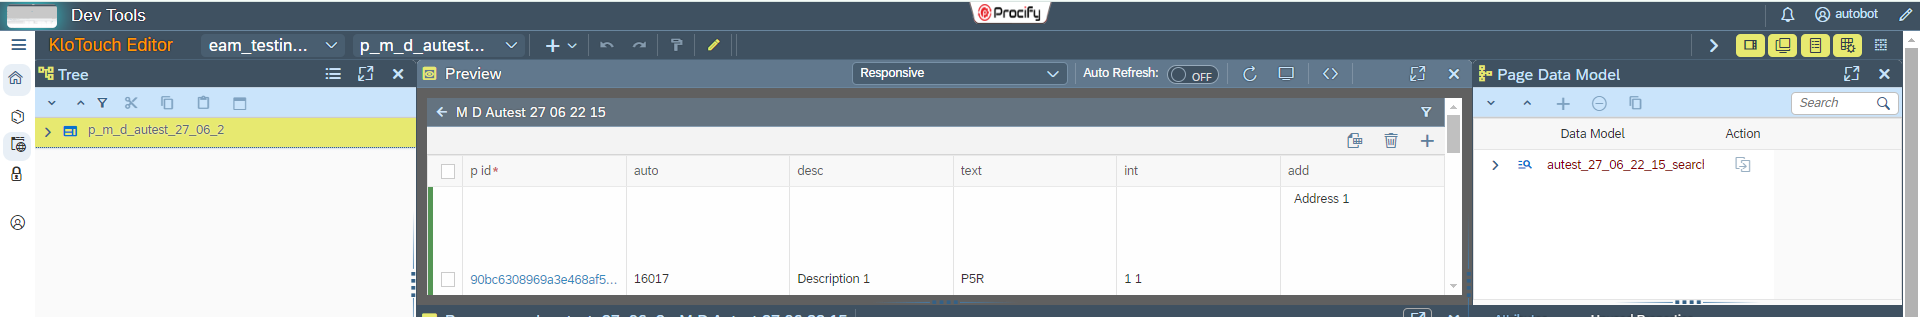 Dev Tools
Procify
autobot
KloTouch Editor
eam_testin...
p_m_d_autest...
Tree
Preview
Responsive
Auto Refresh:
OFF
Page Data Model
p_m_d_autest_27_06_2
M D Autest 27 06 22 15
Search
Data Model
Action
p id*
auto
desc
text
int
add
autest_27_06_22_15_search
Address 1
90bc6308969a3e468af5...
16017
Description 1
P5R
1 1